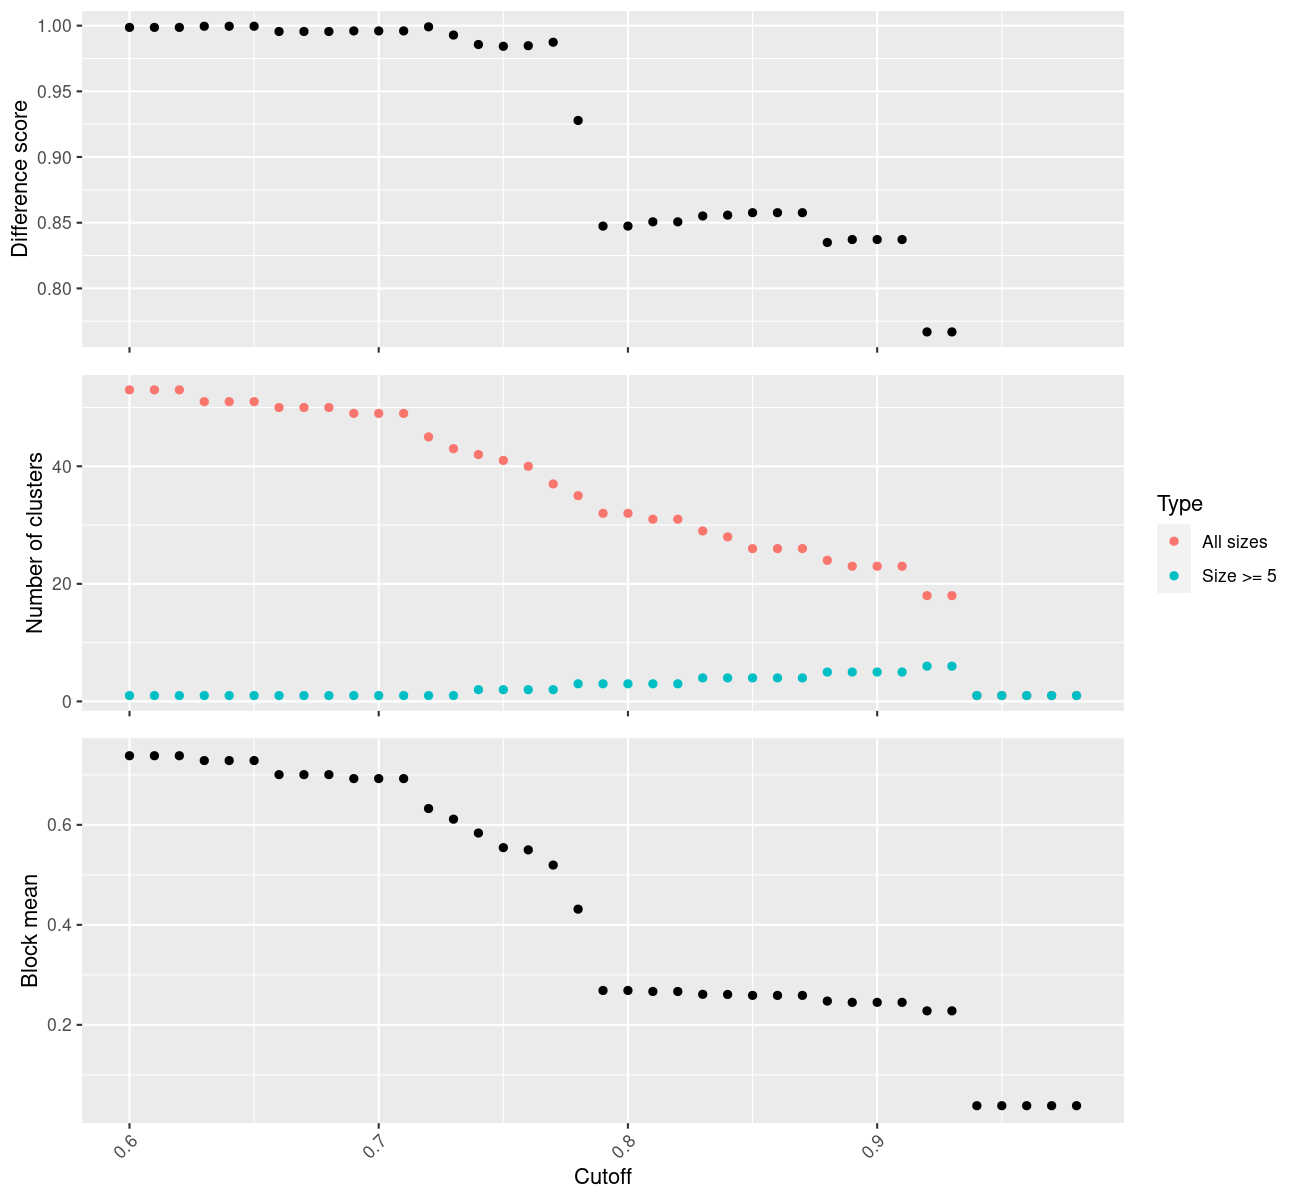 Difference score
1.00
0.95
0.90
0.85
0.80
Number of clusters
40
20
0
Type
All sizes
Size >= 5
Block mean
0.6
0.4
0.2
0.6
0.7
0.8
0.9
Cutoff